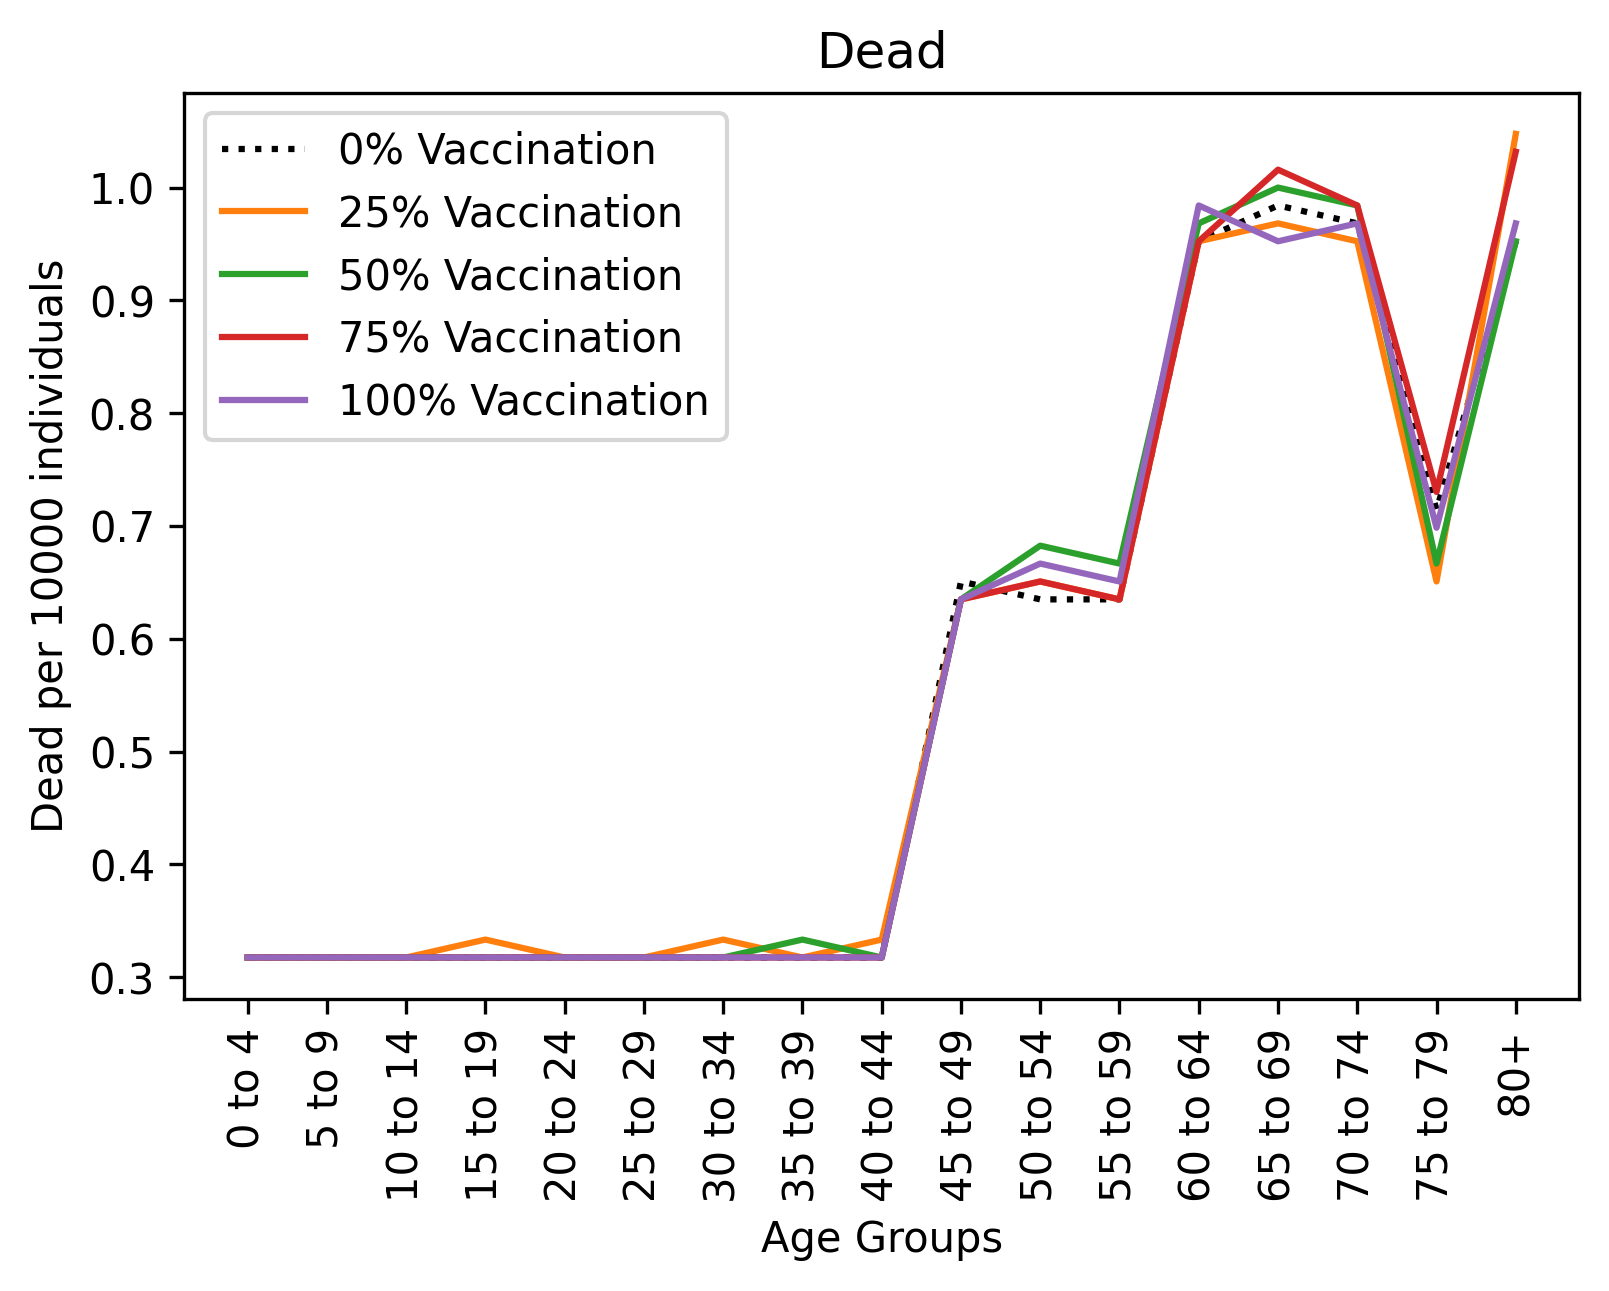 Dead
0% Vaccination
25% Vaccination
50% Vaccination
75% Vaccination
100% Vaccination
Dead per 10000 individuals
1.0
0.9
0.8
0.7
0.6
0.5
0.4
0.3
0 to 4
5 to 9
10 to 14
15 to 19
20 to 24
25 to 29
30 to 34
35 to 39
40 to 44
45 to 49
50 to 54
55 to 59
60 to 64
65 to 69
70 to 74
75 to 79
80+
Age Groups